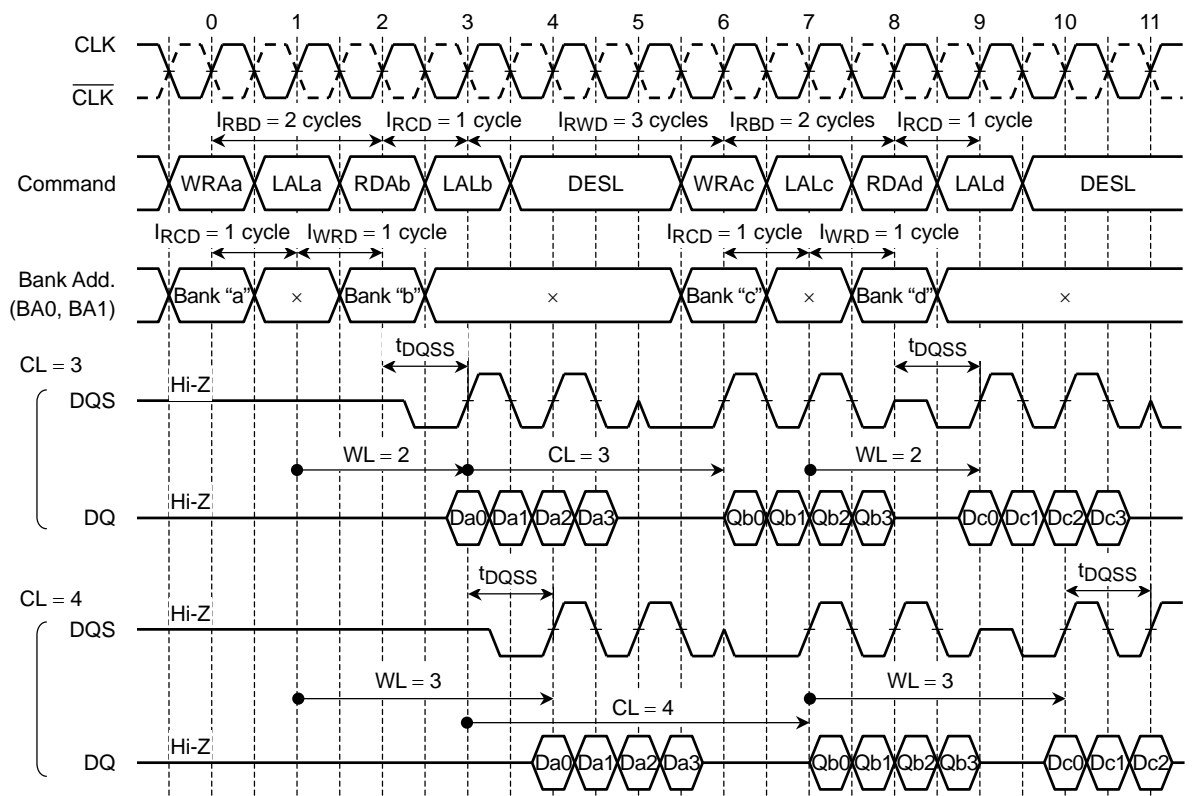 0 1 2 3 4 5 6 7 8 9 10 11
CLK
CLK
IRBD = 2 cycles IRCD = 1 cycle IRWD = 3 cycles IRBD = 2 cycles IRCD = 1 cycle
Command WRAa LALa RDAb LALb DESL WRAc LALc RDAd LALd DESL
IRCD = 1 cycle IWRD = 1 cycle IRCD = 1 cycle IWRD = 1 cycle
Bank Add.
(BA0, BA1)
Bank “a” × Bank “b” × Bank “c” × Bank “d” ×
CL = 3
tDQSS tDQSS
Hi-Z
DQS
WL = 2 CL = 3 WL = 2
Hi-Z
DQ Da0 Da1 Da2 Da3 Qb0 Qb1 Qb2 Qb3 Dc0 Dc1 Dc2 Dc3
CL = 4
tDQSS tDQSS
Hi-Z
DQS
WL = 3 WL = 3
CL = 4
Hi-Z
DQ Da0 Da1 Da2 Da3 Qb0 Qb1 Qb2 Qb3 Dc0 Dc1 Dc2